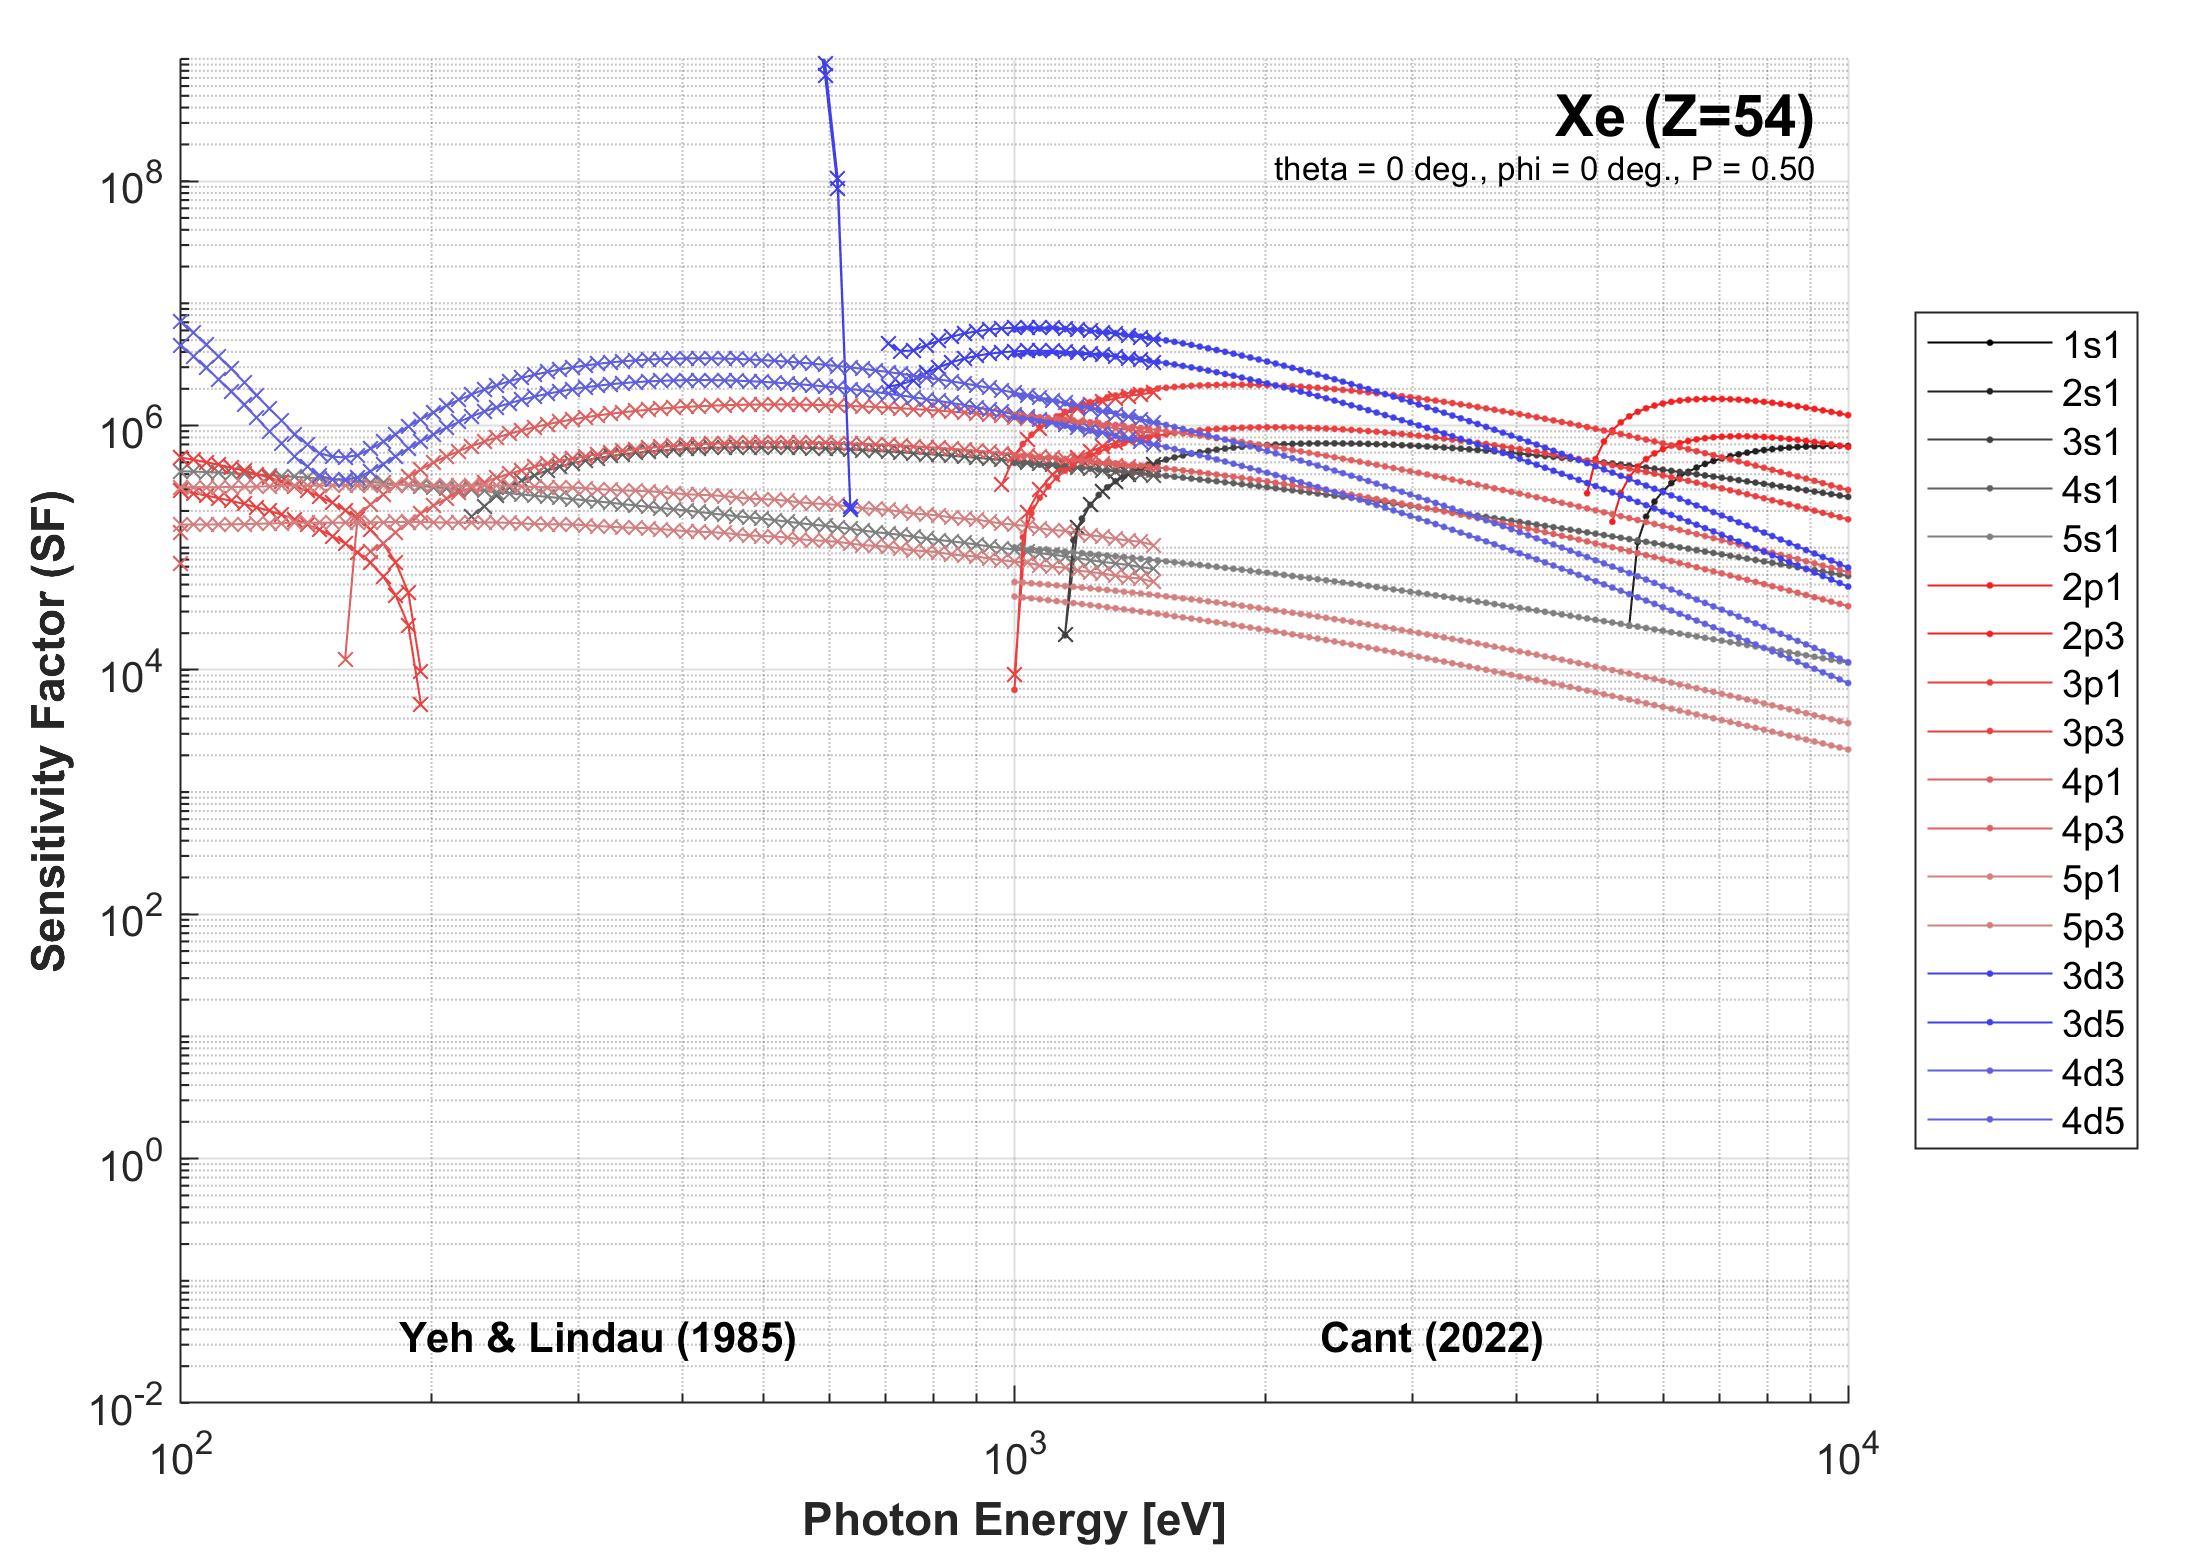 Xe (Z=54)
theta = 0 deg., phi = 0 deg., P = 0.50
10^8
10^6
10^4
10^2
10^0
10^-2
Sensitivity Factor (SF)
Yeh & Lindau (1985)
Cant (2022)
10^2
10^3
10^4
Photon Energy [eV]
1s1
2s1
3s1
4s1
5s1
2p1
2p3
3p1
3p3
4p1
4p3
5p1
5p3
3d3
3d5
4d3
4d5